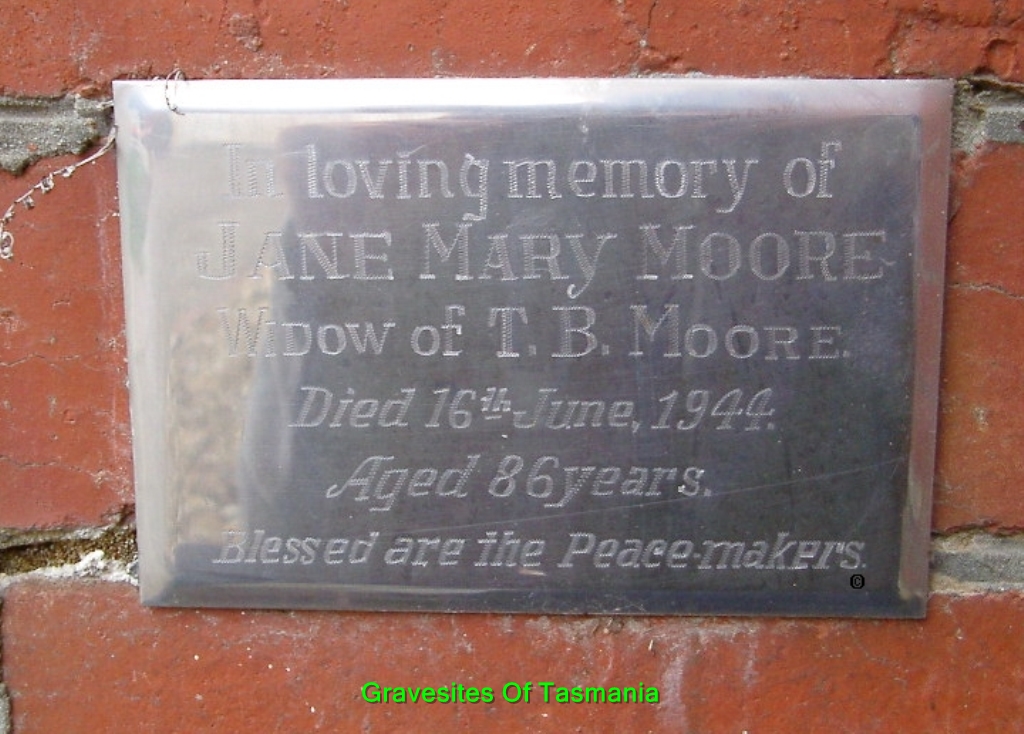 In loving memory of
JANE MARY MOORE
WIDOW of T. B. MOORE.
Died 16th June, 1944.
Aged 86 years.
Blessed are the Peace-makers.
©
Gravesites Of Tasmania